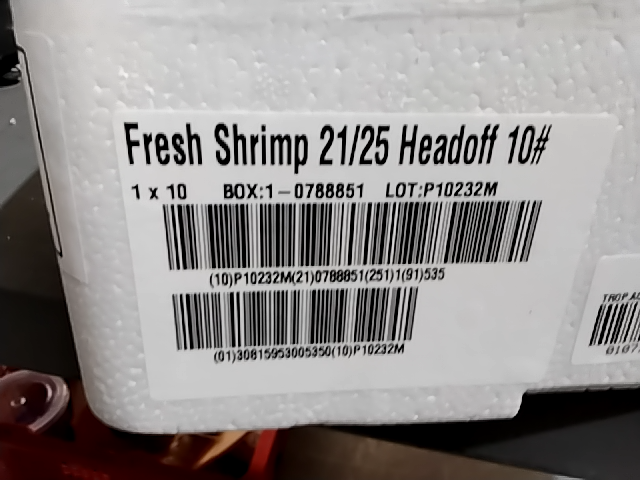 Fresh Shrimp 21/25 Headoff 10#
1 x 10 BOX:1-0788851 LOT:P10232M
(10)P10232M(21)0788851(251)1(91)535
(01)30815953005350(10)P10232M